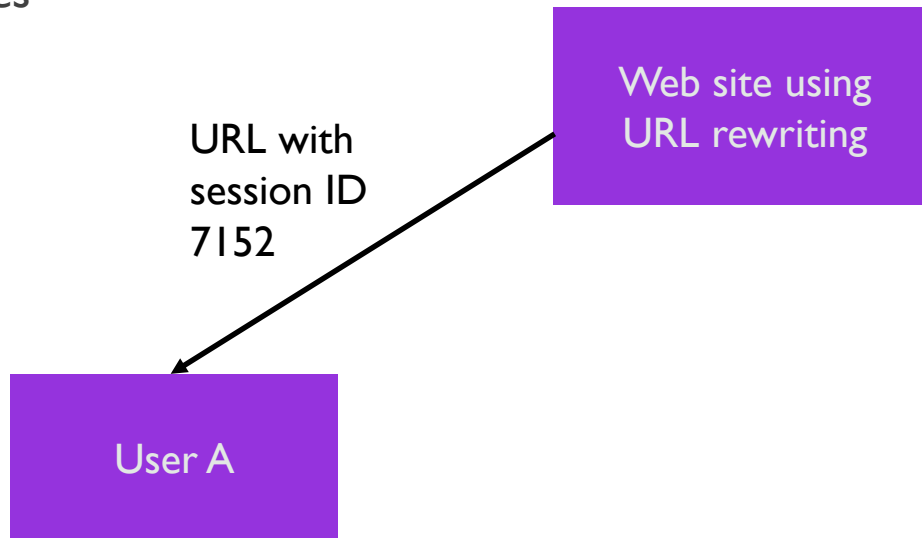 Web site using
URL rewriting
URL with
session ID
7152
User A